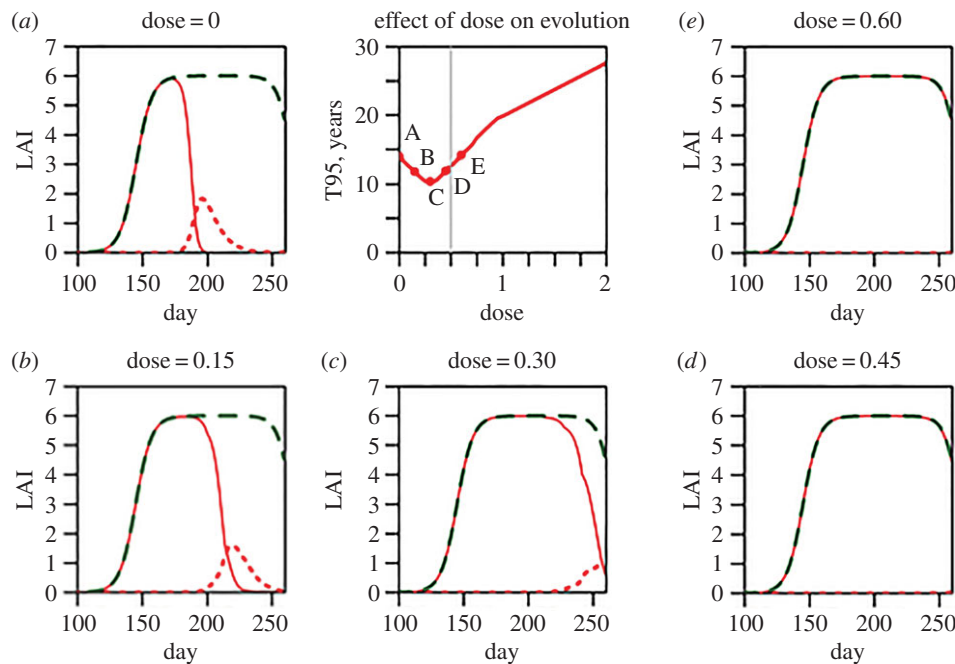 (a) dose = 0
7
6
5
4
3
2
1
0
LAI
100 150 200 250
day
effect of dose on evolution
30
20
10
0
T95, years
A
B
C
D
E
0 1 2
dose
(e) dose = 0.60
7
6
5
4
3
2
1
0
LAI
100 150 200 250
day
(b) dose = 0.15
7
6
5
4
3
2
1
0
LAI
100 150 200 250
day
(c) dose = 0.30
7
6
5
4
3
2
1
0
LAI
100 150 200 250
day
(d) dose = 0.45
7
6
5
4
3
2
1
0
LAI
100 150 200 250
day